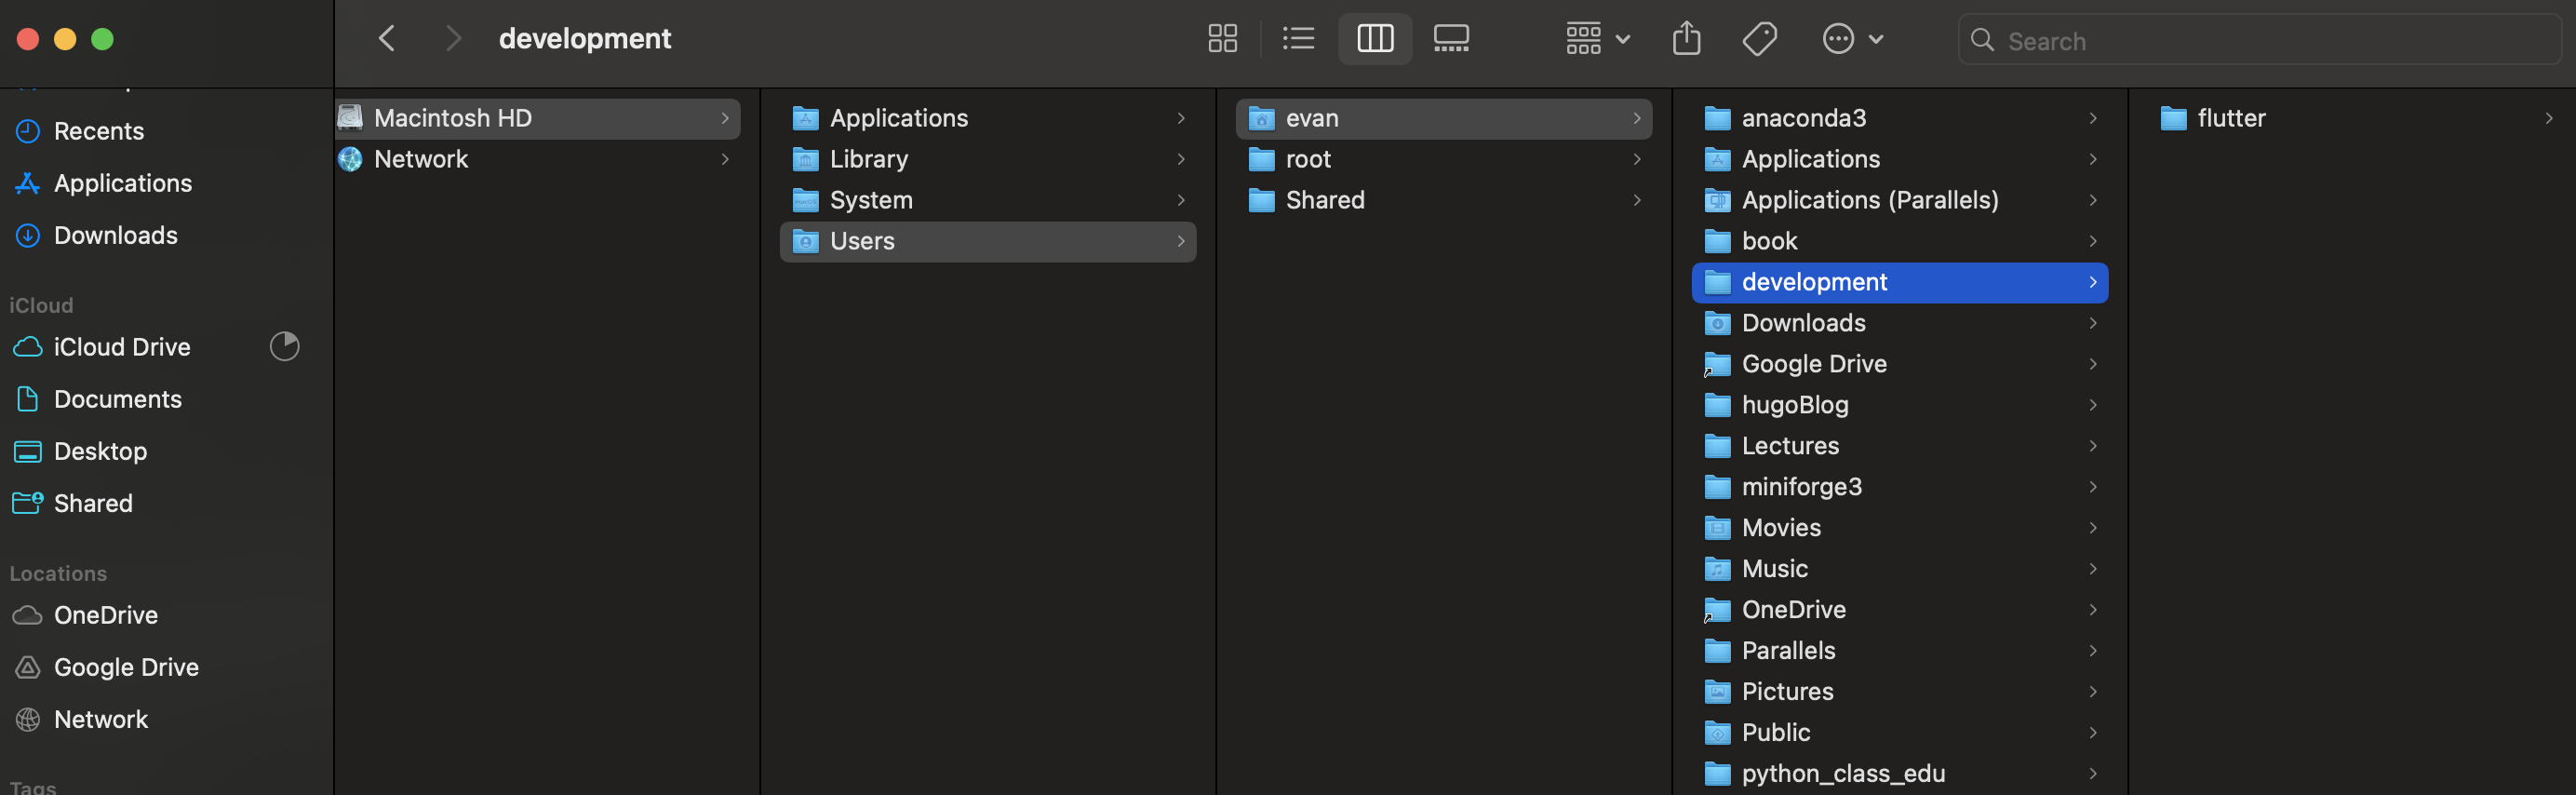 development
Search
Recents
Applications
Downloads
iCloud
iCloud Drive
Documents
Desktop
Shared
Locations
OneDrive
Google Drive
Network
Tags
Macintosh HD
Network
Applications
Library
System
Users
evan
root
Shared
anaconda3
Applications
Applications (Parallels)
book
development
Downloads
Google Drive
hugoBlog
Lectures
miniforge3
Movies
Music
OneDrive
Parallels
Pictures
Public
python_class_edu
flutter